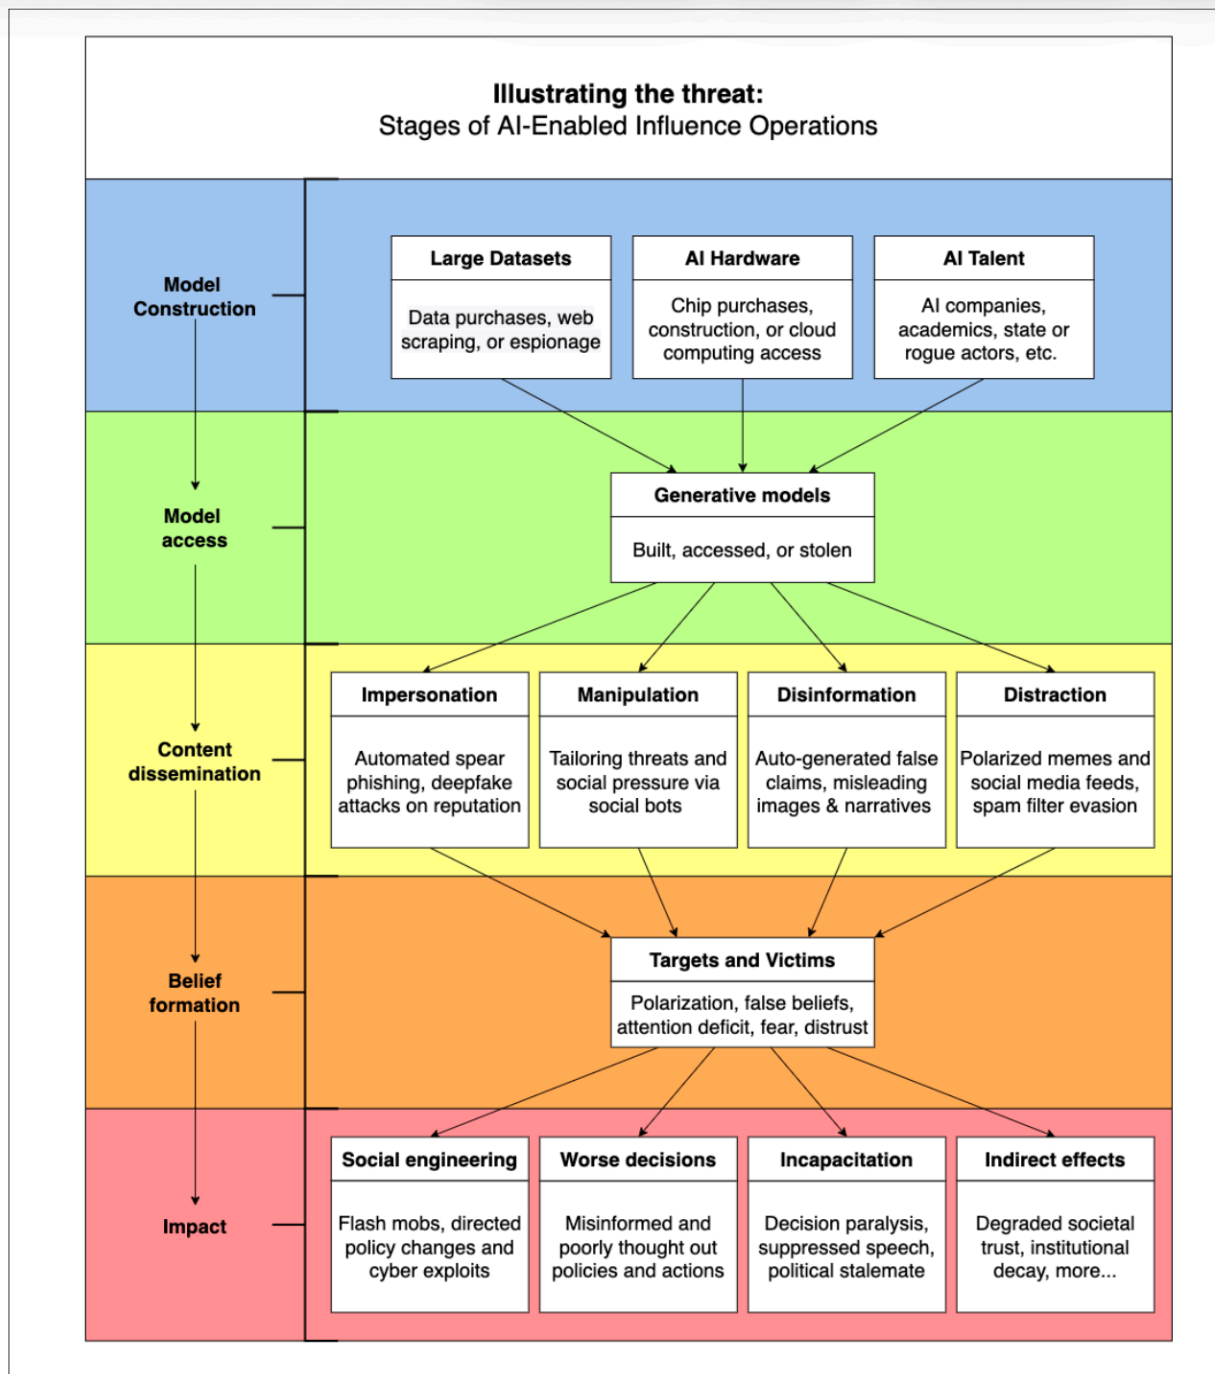 Illustrating the threat:
Stages of AI-Enabled Influence Operations
Model
Construction
Large Datasets
Data purchases, web
scraping, or espionage
AI Hardware
Chip purchases,
construction, or cloud
computing access
AI Talent
AI companies,
academics, state or
rogue actors, etc.
Model
access
Generative models
Built, accessed, or stolen
Content
dissemination
Impersonation
Automated spear
phishing, deepfake
attacks on reputation
Manipulation
Tailoring threats and
social pressure via
social bots
Disinformation
Auto-generated false
claims, misleading
images & narratives
Distraction
Polarized memes and
social media feeds,
spam filter evasion
Belief
formation
Targets and Victims
Polarization, false beliefs,
attention deficit, fear, distrust
Impact
Social engineering
Flash mobs, directed
policy changes and
cyber exploits
Worse decisions
Misinformed and
poorly thought out
policies and actions
Incapacitation
Decision paralysis,
suppressed speech,
political stalemate
Indirect effects
Degraded societal
trust, institutional
decay, more...